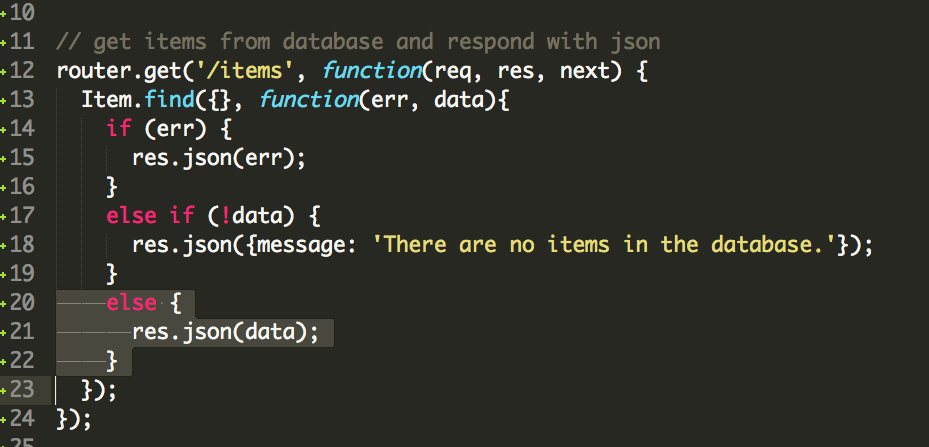 10
11 // get items from database and respond with json
12 router.get('/items', function(req, res, next) {
13   Item.find({}, function(err, data){
14     if (err) {
15       res.json(err);
16     }
17     else if (!data) {
18       res.json({message: 'There are no items in the database.'});
19     }
20     else {
21       res.json(data);
22     }
23   });
24 });
25